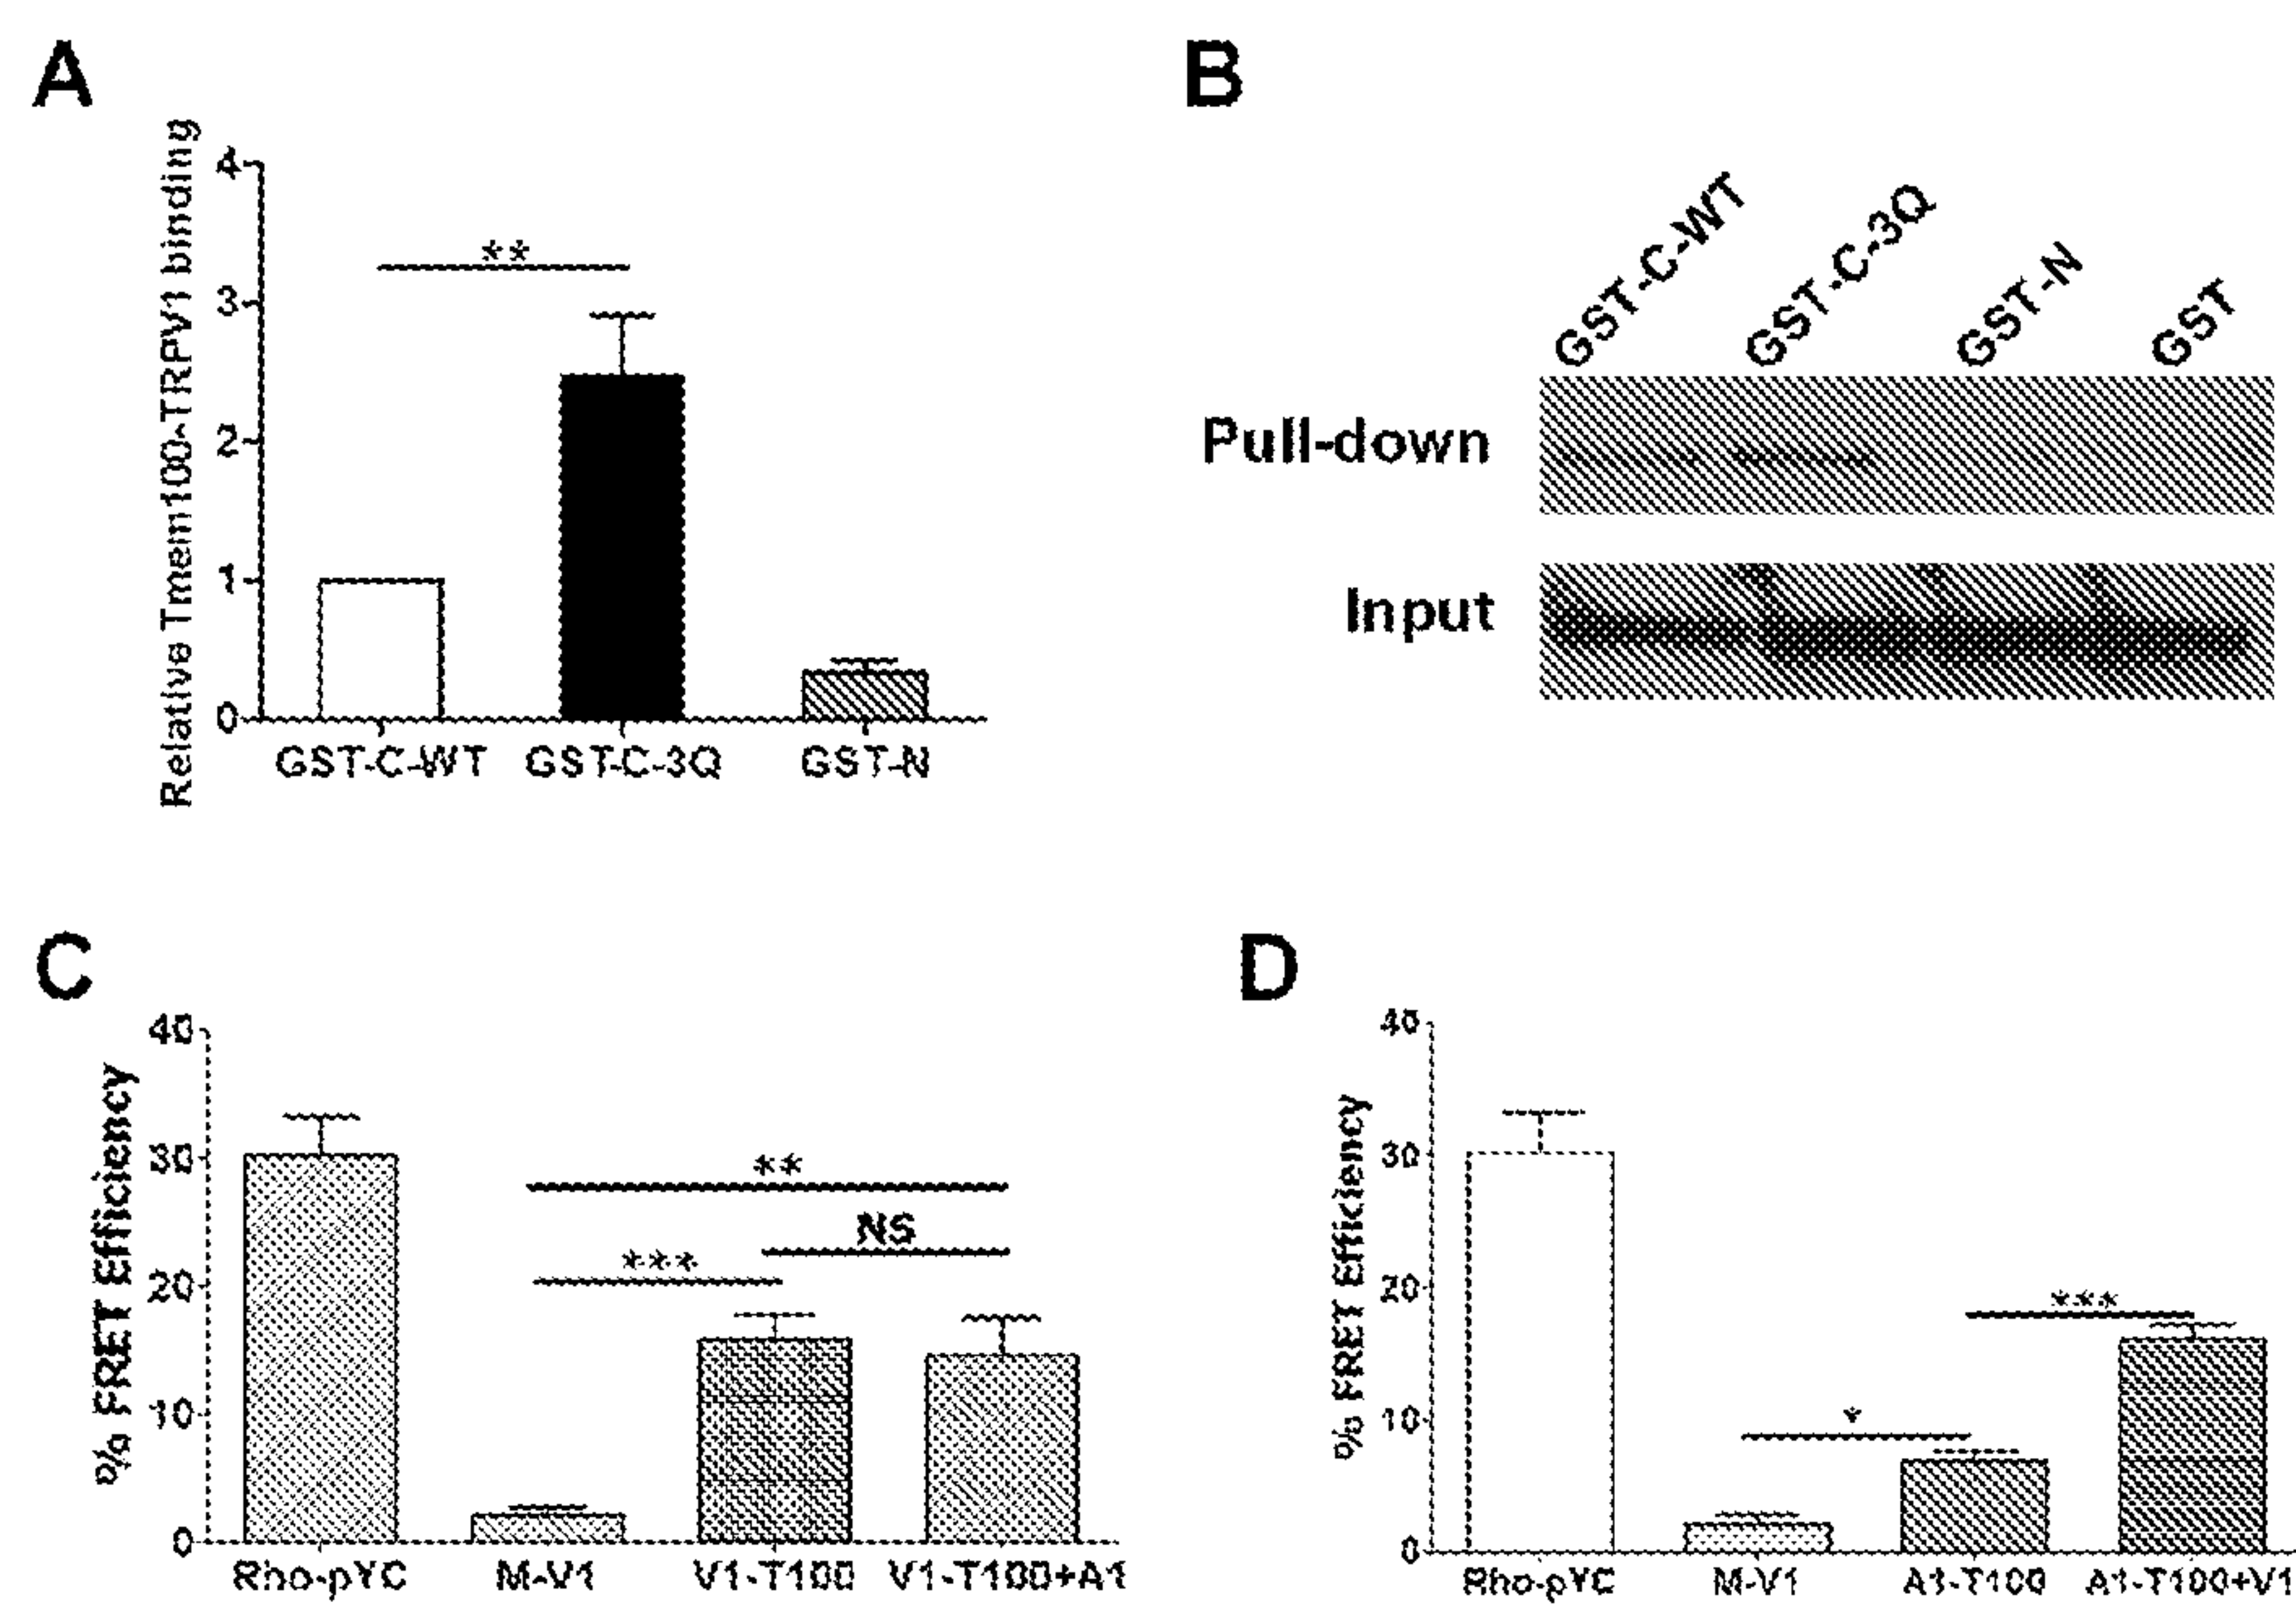 A
Relative Tmem100-TRPV1 binding
4
3
2
1
0
**
GST-C-WT GST-C-3Q GST-N
B
GST-C-WT GST-C-3Q GST-N GST
Pull-down
Input
C
% FRET Efficiency
40
30
20
10
0
**
NS
***
Rho-pYC M-V1 V1-T100 V1-T100+A1
D
% FRET Efficiency
40
30
20
10
0
***
*
Rho-pYC M-V1 A1-T100 A1-T100+V1